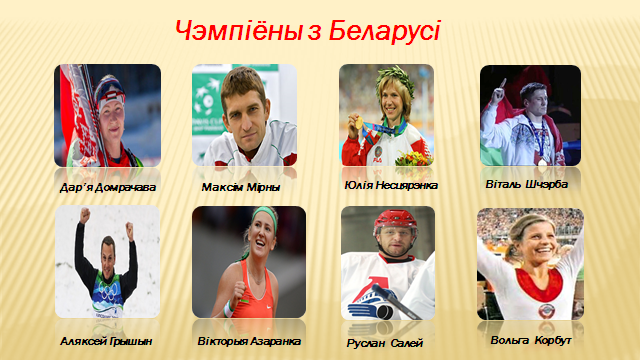 Чэмпіёны з Беларусі
Дар'я Домрачава
Максім Мірны
Юлія Несцярэнка
Віталь Шчэрба
Аляксей Грышын
Вікторыя Азаранка
Руслан Салей
Вольга Корбут